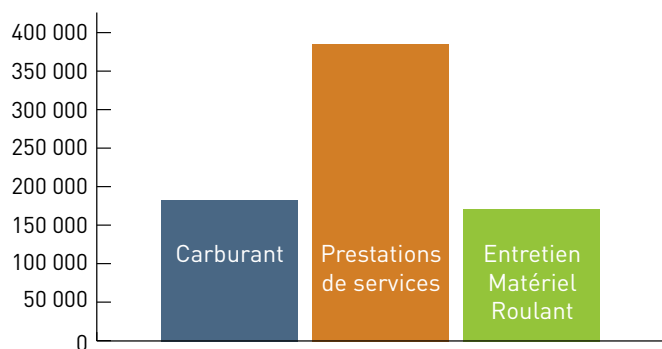 400 000
350 000
300 000
250 000
200 000
150 000
100 000
50 000
0
Carburant
Prestations
de services
Entretien
Matériel
Roulant